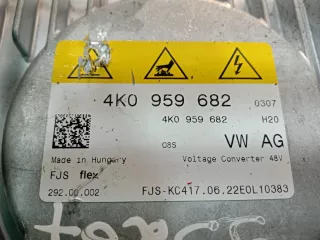 4K0 959 682 0307
4K0 959 682 H20
08S VW AG
Made in Hungary Voltage Converter 48V
FJS flex
292.00.002 FJS-KC417.06.22E0L10383